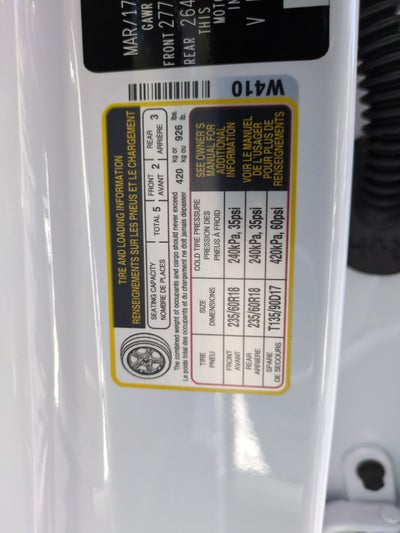 MAR/17
GAWR
FRONT 277
REAR 264
THIS
MOTO
V
W410
TIRE AND LOADING INFORMATION
RENSEIGNEMENTS SUR LES PNEUS ET LE CHARGEMENT
SEATING CAPACITY
NOMBRE DE PLACES
TOTAL 5
FRONT
AVANT 2
REAR
ARRIÈRE 3
The combined weight of occupants and cargo should never exceed
Le poids total des occupants et du chargement ne doit jamais dépasser
420 kg or
kg ou 926 lbs.
lb.
TIRE
PNEU
SIZE
DIMENSIONS
COLD TIRE PRESSURE
PRESSION DES
PNEUS À FROID
SEE OWNER'S
MANUAL FOR
ADDITIONAL
INFORMATION
FRONT
AVANT
235/60R18
240kPa, 35psi
REAR
ARRIÈRE
235/60R18
240kPa, 35psi
SPARE
DE SECOURS
T135/90D17
420kPa, 60psi
VOIR LE MANUEL
DE L'USAGER
POUR PLUS DE
RENSEIGNEMENTS